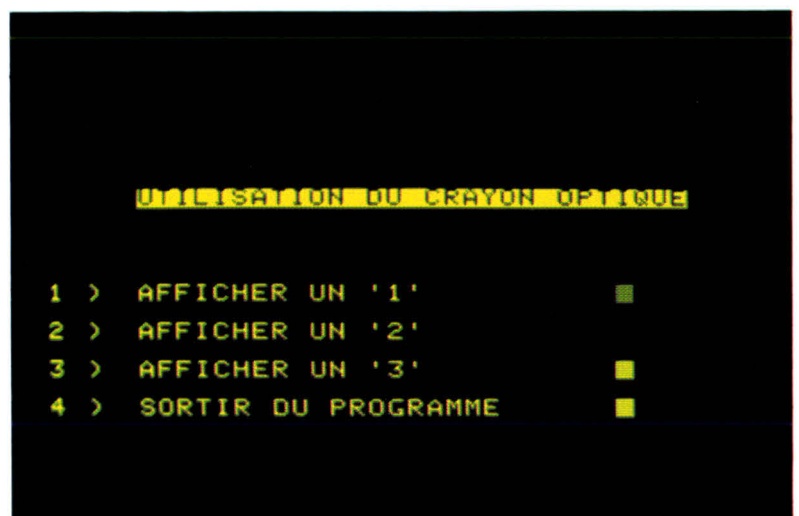 UTILISATION DU CRAYON OPTIQUE
1 > AFFICHER UN '1'
2 > AFFICHER UN '2'
3 > AFFICHER UN '3'
4 > SORTIR DU PROGRAMME